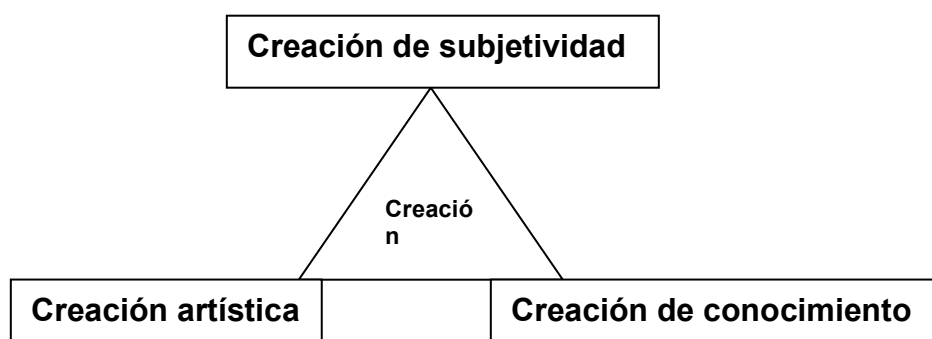 Creación de subjetividad
Creació
n
Creación artística
Creación de conocimiento